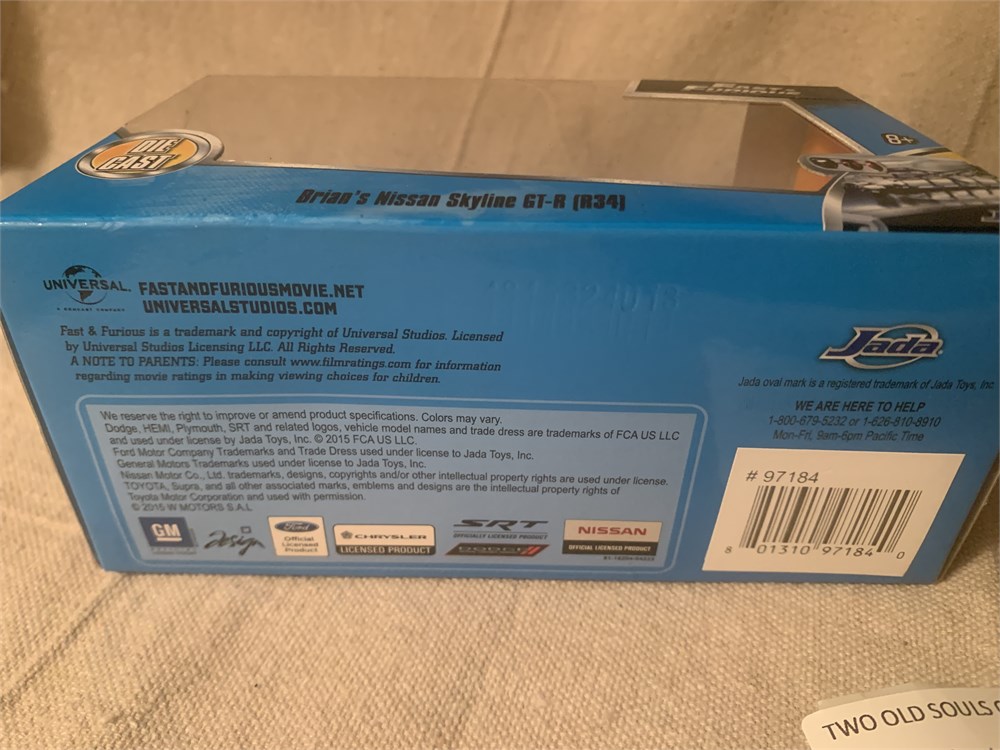 FAST &
FURIOUS
8+
DIE
CAST
Brian's Nissan Skyline GT-R (R34)
UNIVERSAL
A COMCAST COMPANY
FASTANDFURIOUSMOVIE.NET
UNIVERSALSTUDIOS.COM
Fast & Furious is a trademark and copyright of Universal Studios. Licensed
by Universal Studios Licensing LLC. All Rights Reserved.
A NOTE TO PARENTS: Please consult www.filmratings.com for information
regarding movie ratings in making viewing choices for children.
Jada
Jada oval mark is a registered trademark of Jada Toys, Inc
WE ARE HERE TO HELP
1-800-679-5232 or 1-626-810-8910
Mon-Fri, 9am-6pm Pacific Time
We reserve the right to improve or amend product specifications. Colors may vary.
Dodge, HEMI, Plymouth, SRT and related logos, vehicle model names and trade dress are trademarks of FCA US LLC
and used under license by Jada Toys, Inc. © 2015 FCA US LLC.
Ford Motor Company Trademarks and Trade Dress used under license to Jada Toys, Inc.
General Motors Trademarks used under license to Jada Toys, Inc.
Nissan Motor Co., Ltd. trademarks, designs, copyrights and/or other intellectual property rights are used under license.
TOYOTA, Supra, and all other associated marks, emblems and designs are the intellectual property rights of
Toyota Motor Corporation and used with permission.
© 2015 W MOTORS S.A.L
GM
design
Ford
Official
Licensed
Product
CHRYSLER
LICENSED PRODUCT
SRT
OFFICIALLY LICENSED PRODUCT
DODGE
NISSAN
OFFICIAL LICENSED PRODUCT
# 97184
8 01310 97184 0
TWO OLD SOULS